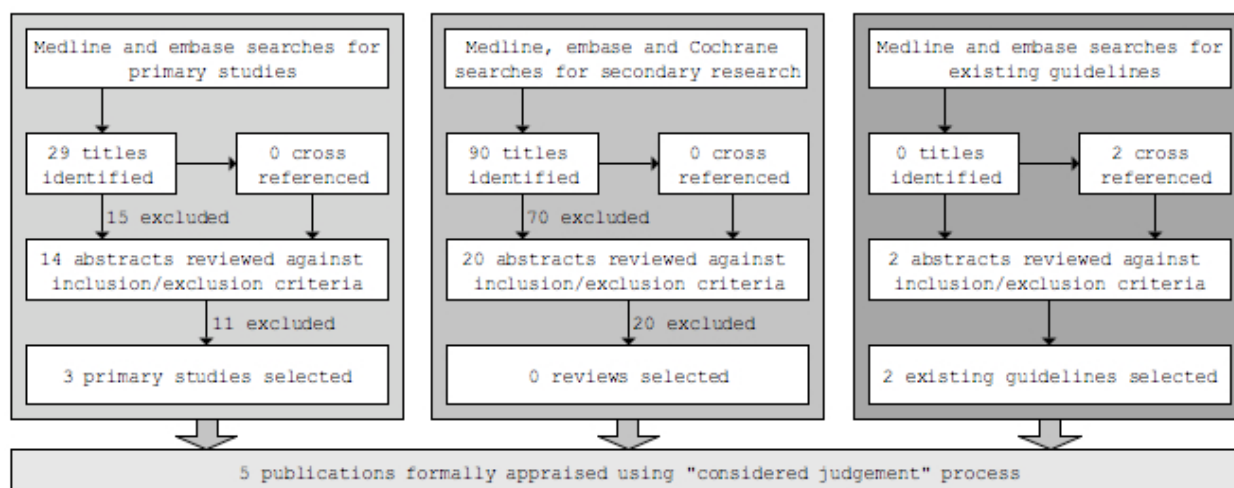 Medline and embase searches for
primary studies
29 titles
identified
0 cross
referenced
15 excluded
14 abstracts reviewed against
inclusion/exclusion criteria
11 excluded
3 primary studies selected
Medline, embase and Cochrane
searches for secondary research
90 titles
identified
0 cross
referenced
70 excluded
20 abstracts reviewed against
inclusion/exclusion criteria
20 excluded
0 reviews selected
Medline and embase searches for
existing guidelines
0 titles
identified
2 cross
referenced
2 abstracts reviewed against
inclusion/exclusion criteria
2 existing guidelines selected
5 publications formally appraised using "considered judgement" process